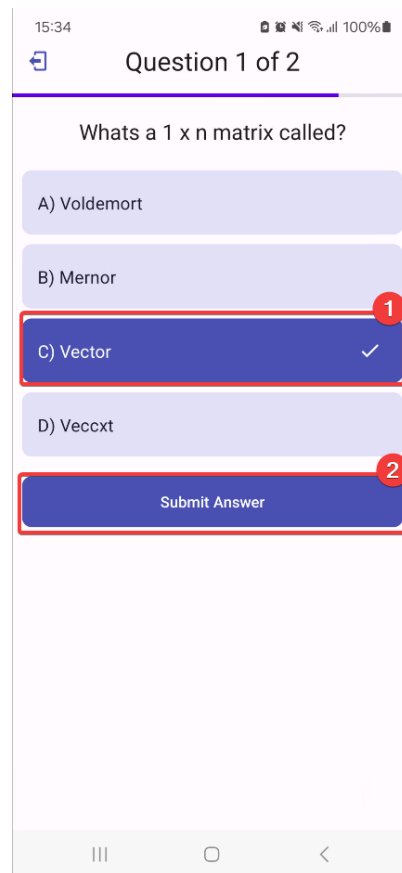 15:34
100%
Question 1 of 2
Whats a 1 x n matrix called?
A) Voldemort
B) Mernor
1
C) Vector
D) Veccxt
2
Submit Answer